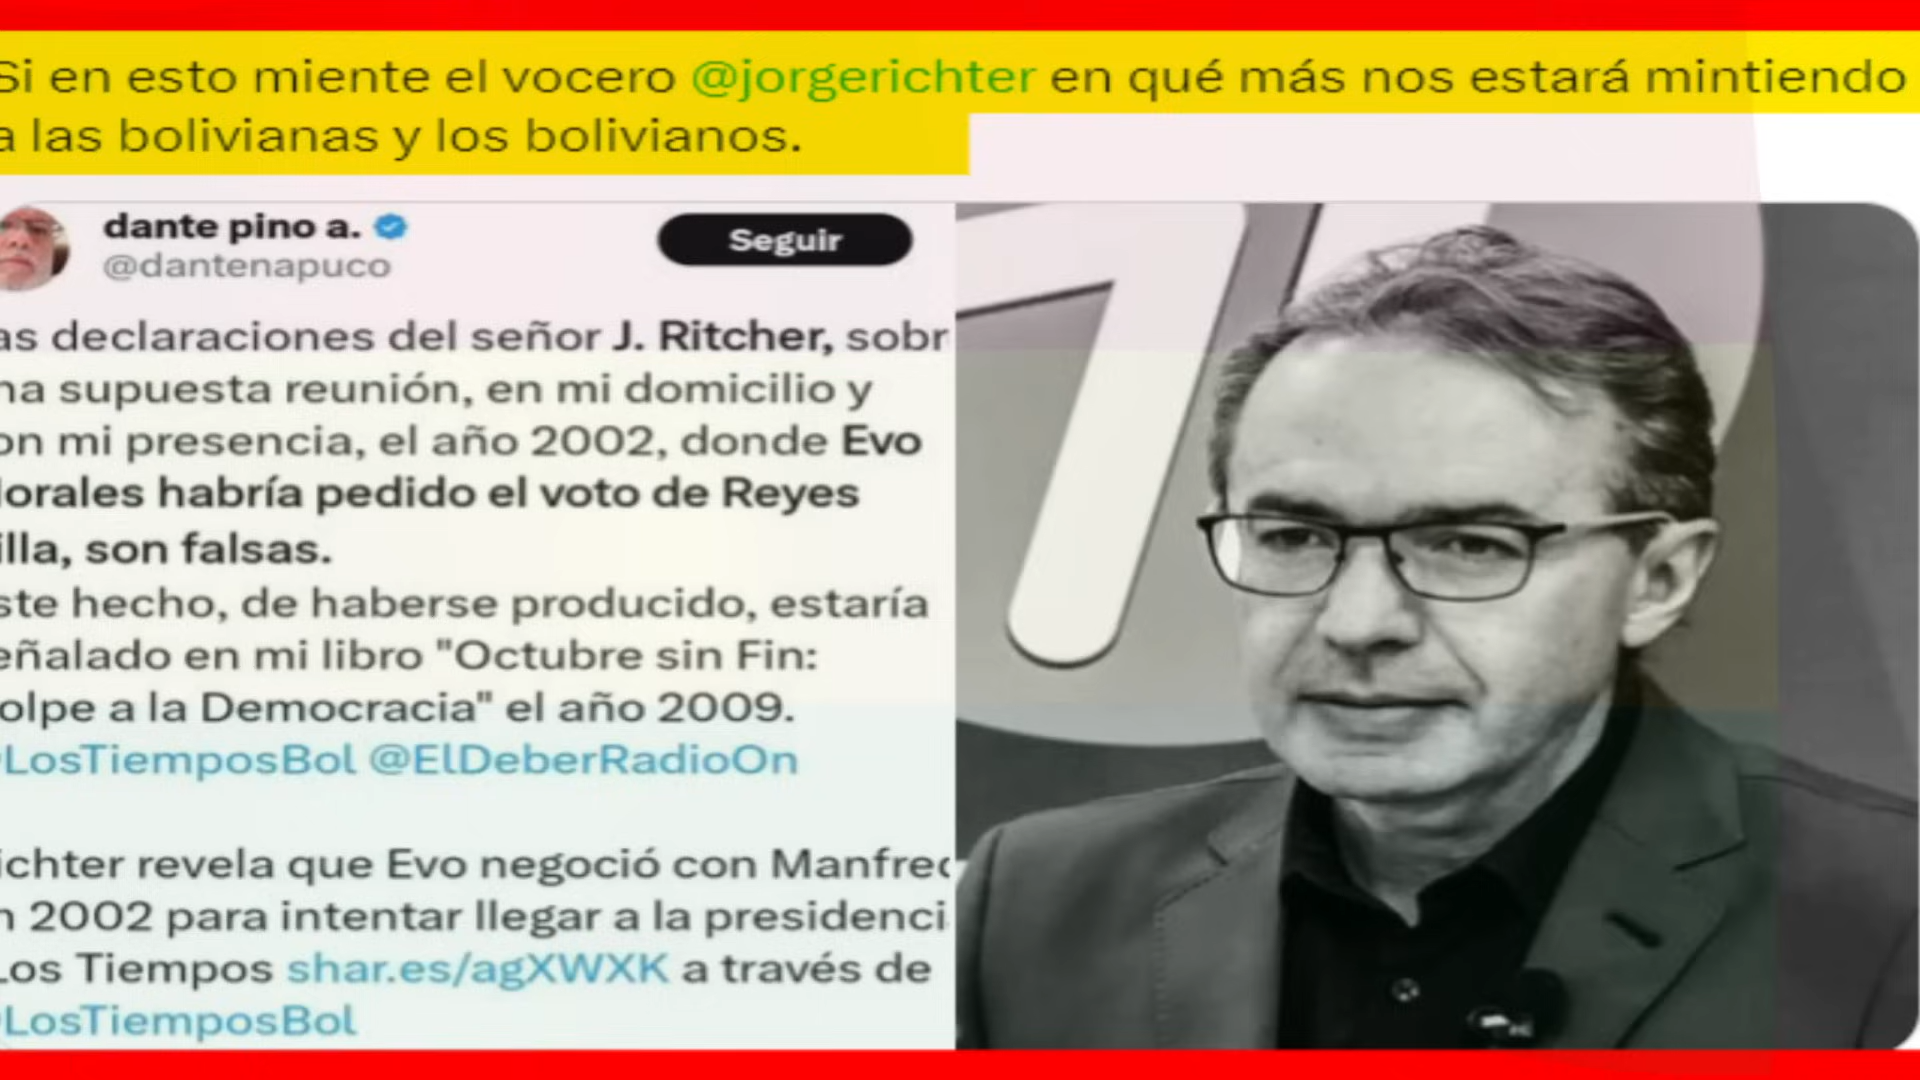 Si en esto miente el vocero @jorgerichter en qué más nos estará mintiendo
a las bolivianas y los bolivianos.
dante pino a.
Seguir
@dantenapuco
as declaraciones del señor J. Ritcher, sobr
na supuesta reunión, en mi domicilio y
on mi presencia, el año 2002, donde Evo
orales habría pedido el voto de Reyes
illa, son falsas.
ste hecho, de haberse producido, estaría
eñalado en mi libro "Octubre sin Fin:
olpe a la Democracia" el año 2009.
LosTiemposBol @ElDeberRadioOn
ichter revela que Evo negoció con Manfred
n 2002 para intentar llegar a la presidenci
Los Tiempos shar.es/agXWXK a través de
LosTiemposBol